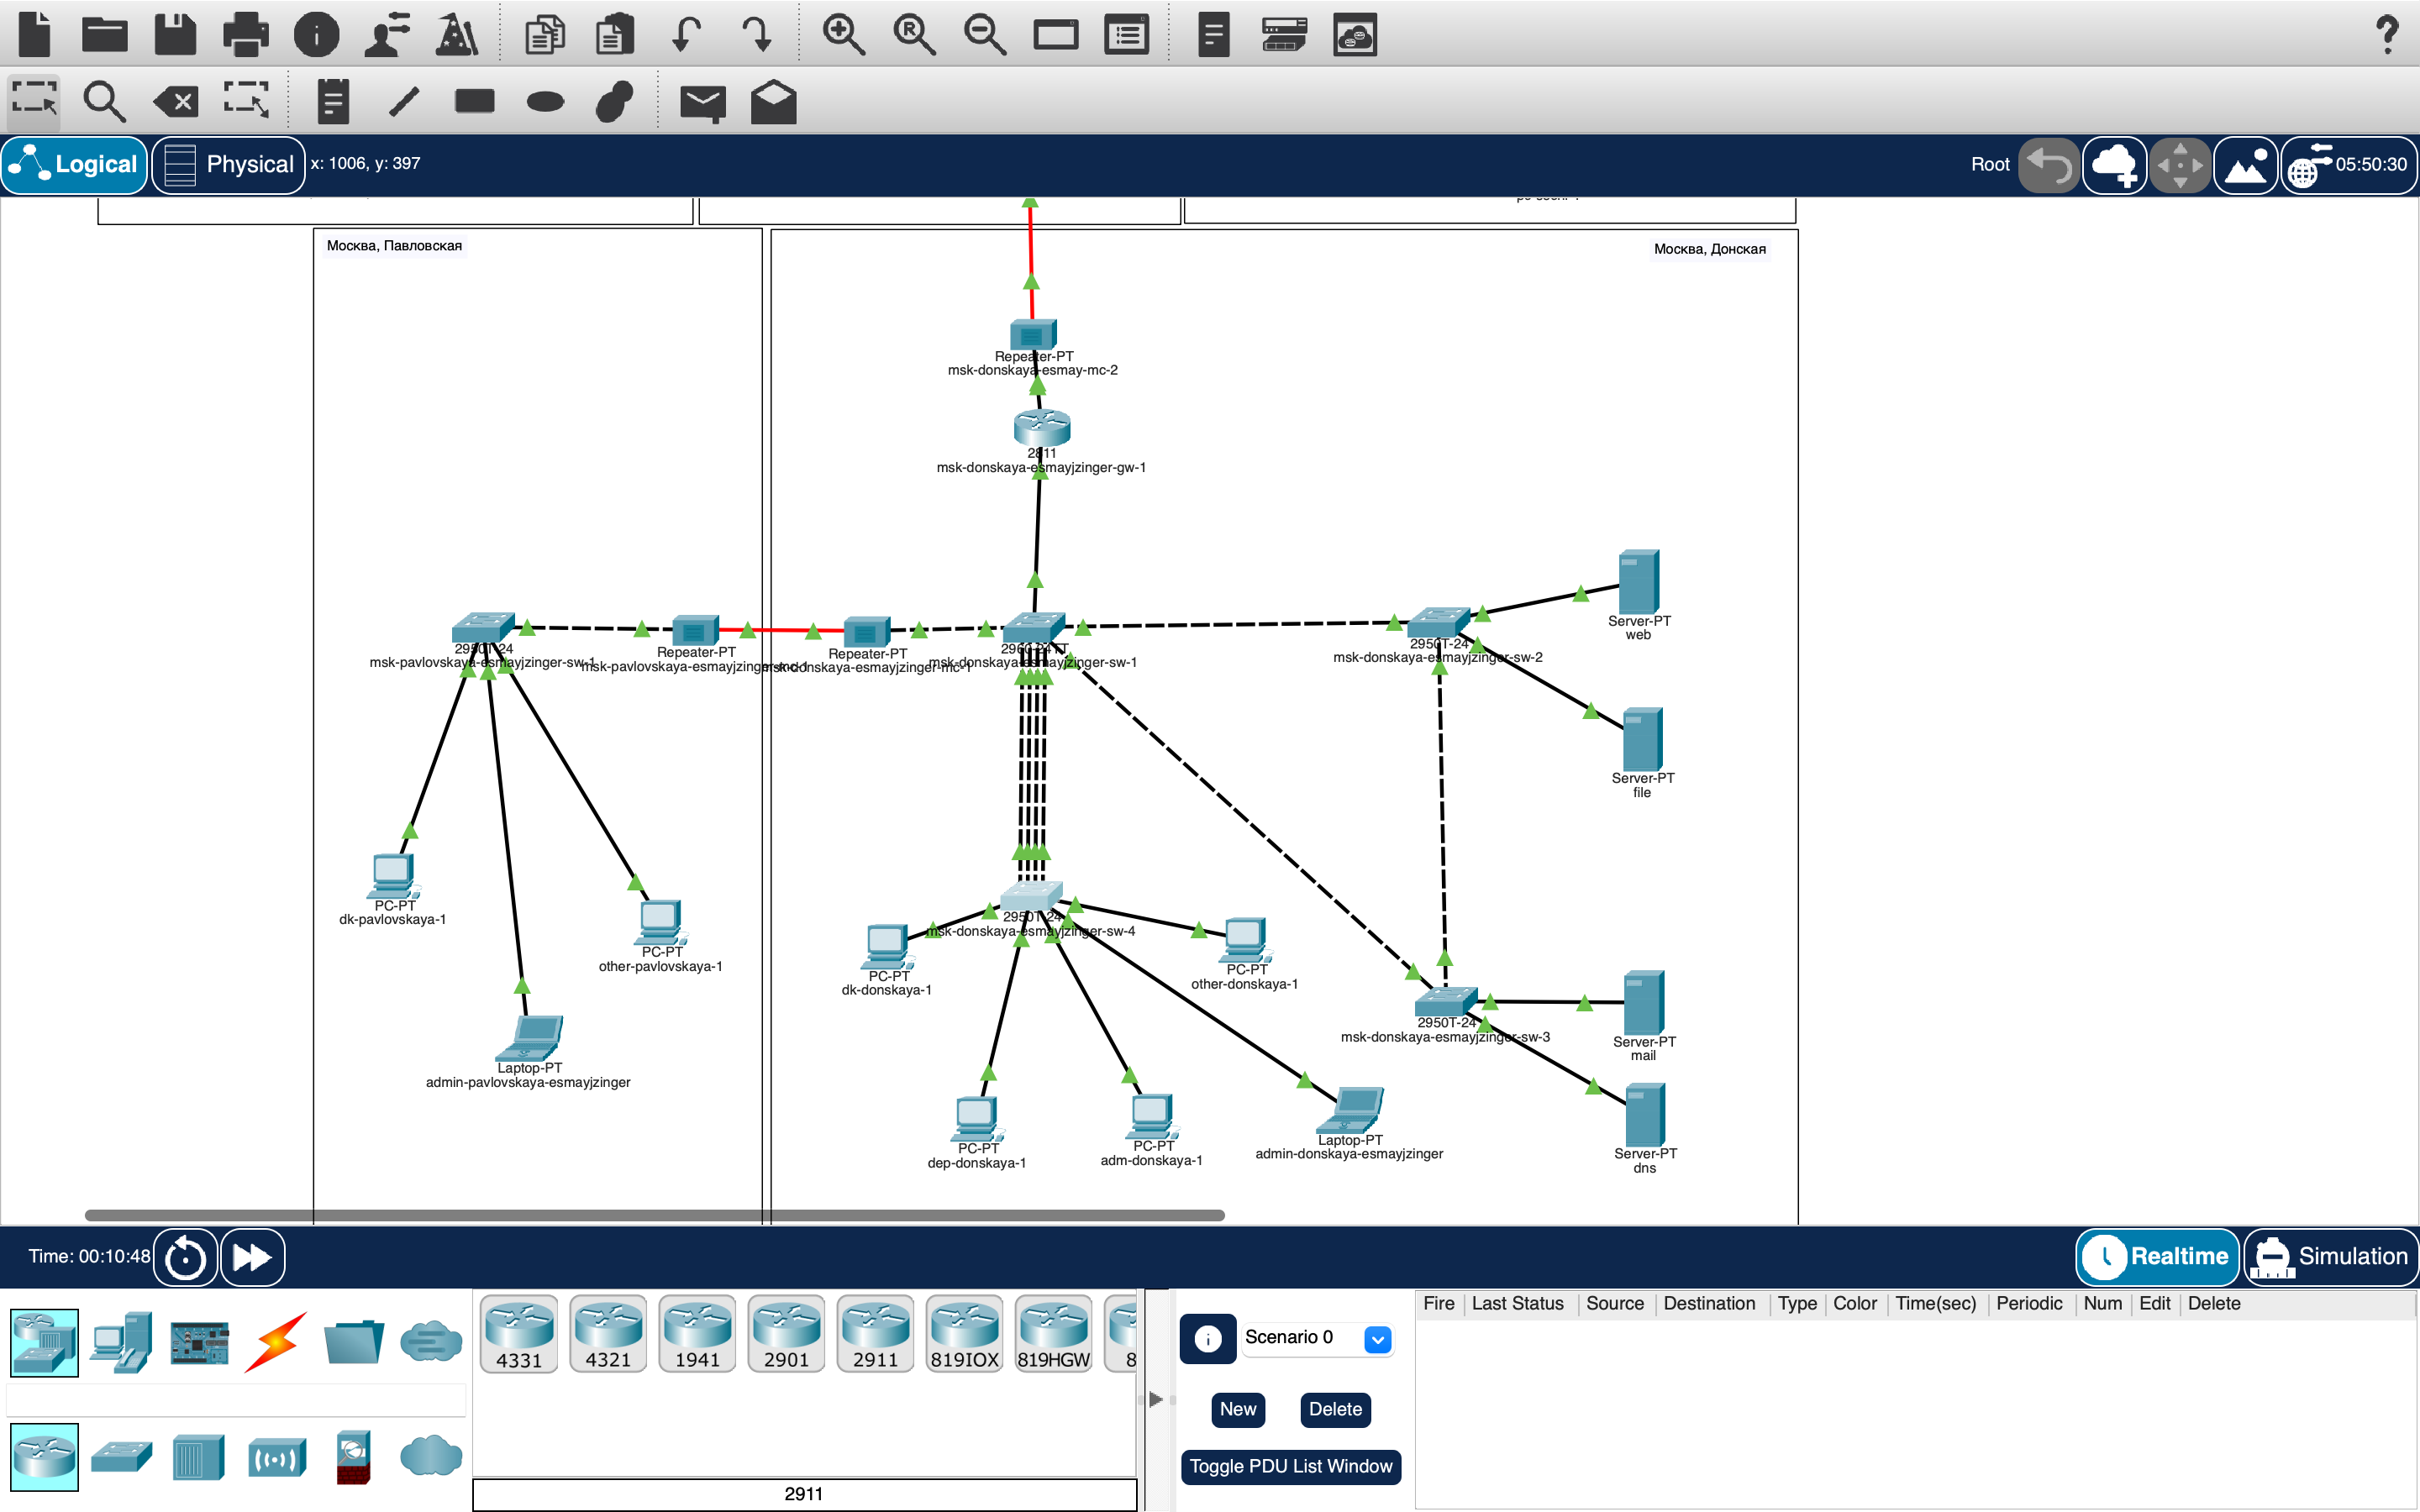 Logical
Physical
x: 1006, y: 397
Root
05:50:30
Москва, Павловская
Москва, Донская
Repeater-PT
msk-donskaya-esmay-mc-2
2811
msk-donskaya-esmayjzinger-gw-1
Server-PT
web
2950T-24
msk-pavlovskaya-esmayjzinger-sw-1
Repeater-PT
msk-pavlovskaya-esmayjzinger-mc-1
Repeater-PT
msk-donskaya-esmayjzinger-mc-1
2960-24TT
msk-donskaya-esmayjzinger-sw-1
2950T-24
msk-donskaya-esmayjzinger-sw-2
Server-PT
file
PC-PT
dk-pavlovskaya-1
PC-PT
other-pavlovskaya-1
2950T-24
msk-donskaya-esmayjzinger-sw-4
PC-PT
dk-donskaya-1
PC-PT
other-donskaya-1
2950T-24
msk-donskaya-esmayjzinger-sw-3
Server-PT
mail
Laptop-PT
admin-pavlovskaya-esmayjzinger
PC-PT
dep-donskaya-1
PC-PT
adm-donskaya-1
Laptop-PT
admin-donskaya-esmayjzinger
Server-PT
dns
Time: 00:10:48
Realtime
Simulation
4331
4321
1941
2901
2911
819IOX
819HGW
8
2911
Scenario 0
New
Delete
Toggle PDU List Window
Fire Last Status Source Destination Type Color Time(sec) Periodic Num Edit Delete